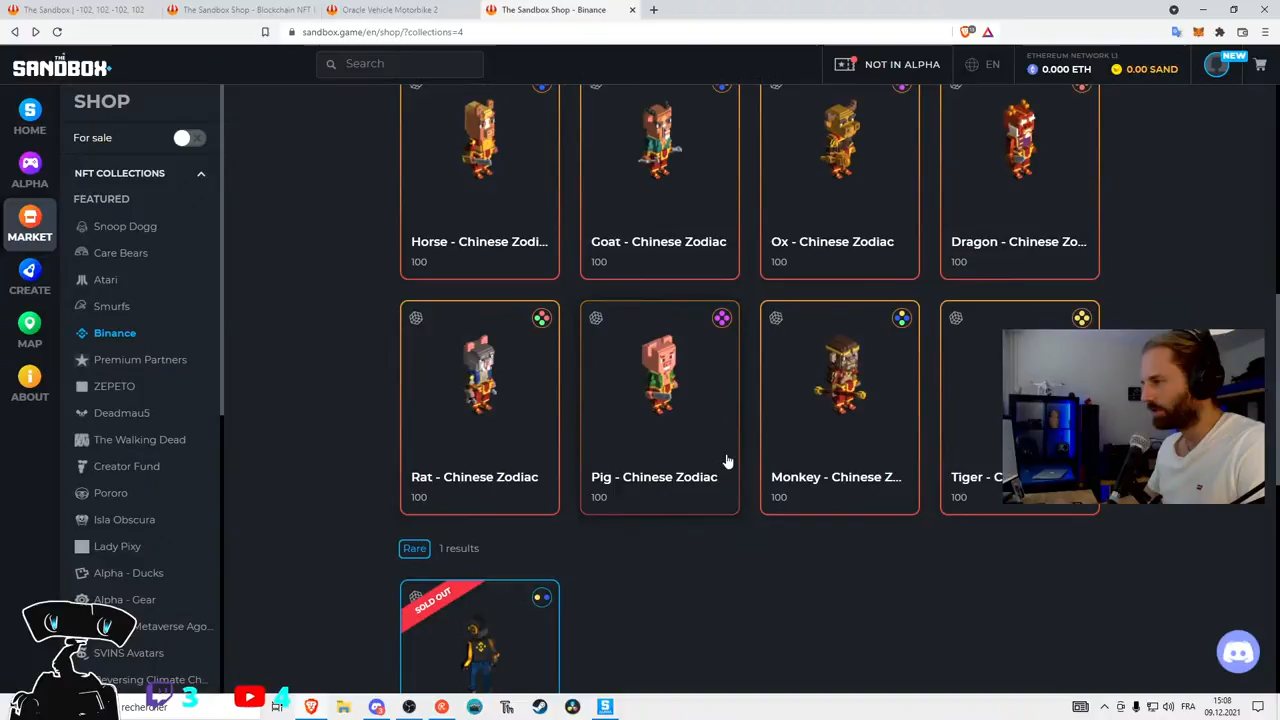 The Sandbox | -102, 102 -102, 102
The Sandbox Shop - Blockchain NFT I
Oracle Vehicle Motorbike 2
The Sandbox Shop - Binance
sandbox.game/en/shop/?collections=4
THE
SANDBOX
Search
NOT IN ALPHA
EN
ETHEREUM NETWORK L1
0.000 ETH
0.00 SAND
NEW
HOME
ALPHA
MARKET
CREATE
MAP
ABOUT
SHOP
For sale
NFT COLLECTIONS
FEATURED
Snoop Dogg
Care Bears
Atari
Smurfs
Binance
Premium Partners
ZEPETO
Deadmau5
The Walking Dead
Creator Fund
Pororo
Isla Obscura
Lady Pixy
Alpha - Ducks
Alpha - Gear
Metaverse Ago...
SVINS Avatars
Reversing Climate Ch...
Horse - Chinese Zodi...
100
Goat - Chinese Zodiac
100
Ox - Chinese Zodiac
100
Dragon - Chinese Zo...
100
Rat - Chinese Zodiac
100
Pig - Chinese Zodiac
100
Monkey - Chinese Z...
100
Tiger - C
100
Rare 1 results
SOLD OUT
3
4
rechercher
FRA
15:08
09.12.2021